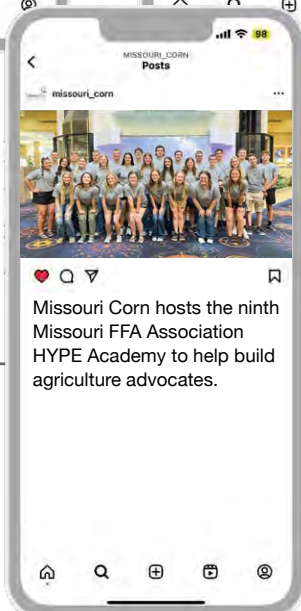 98
MISSOURI_CORN
Posts
missouri_corn
Missouri Corn hosts the ninth
Missouri FFA Association
HYPE Academy to help build
agriculture advocates.